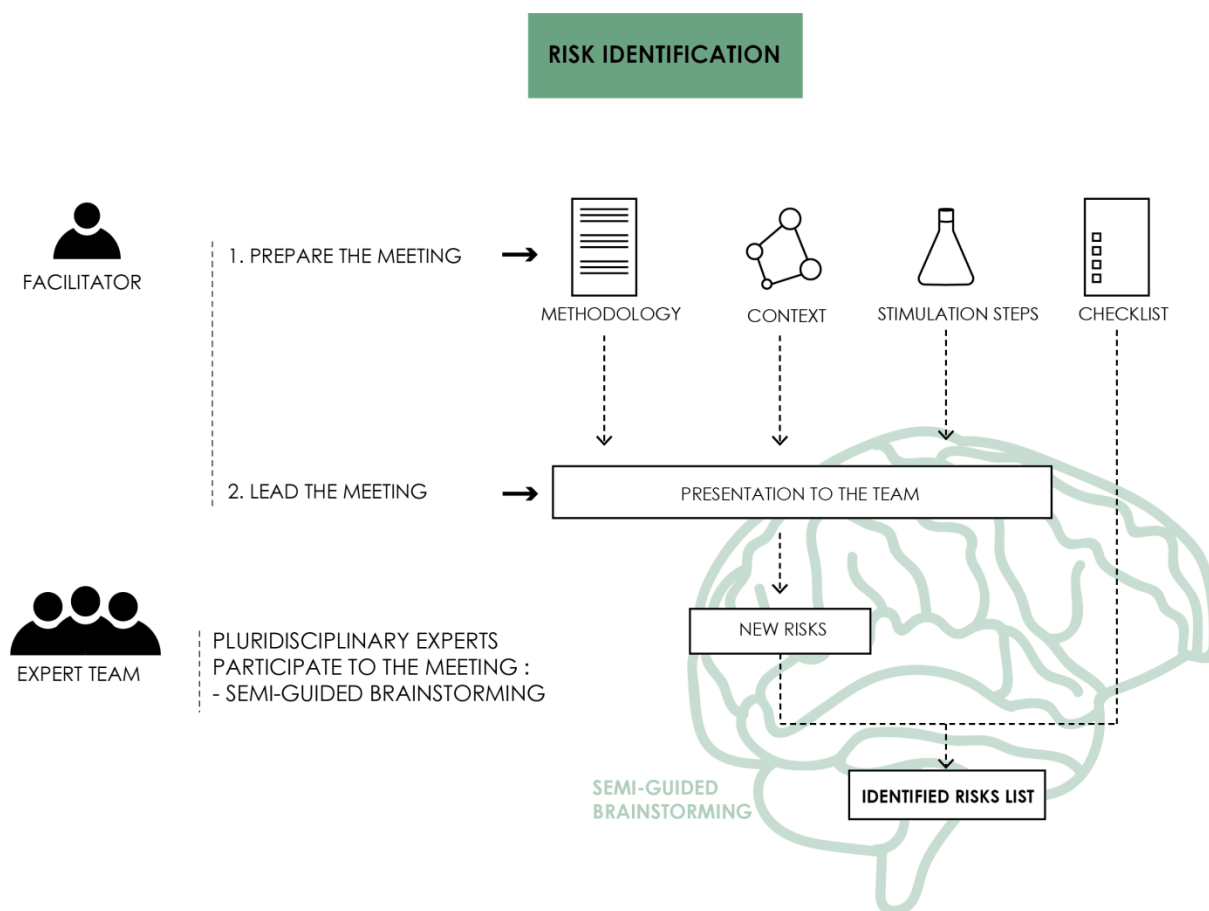 RISK IDENTIFICATION
FACILITATOR
1. PREPARE THE MEETING
METHODOLOGY
CONTEXT
STIMULATION STEPS
CHECKLIST
2. LEAD THE MEETING
PRESENTATION TO THE TEAM
NEW RISKS
EXPERT TEAM
PLURIDISCIPLINARY EXPERTS
PARTICIPATE TO THE MEETING :
- SEMI-GUIDED BRAINSTORMING
SEMI-GUIDED
BRAINSTORMING
IDENTIFIED RISKS LIST